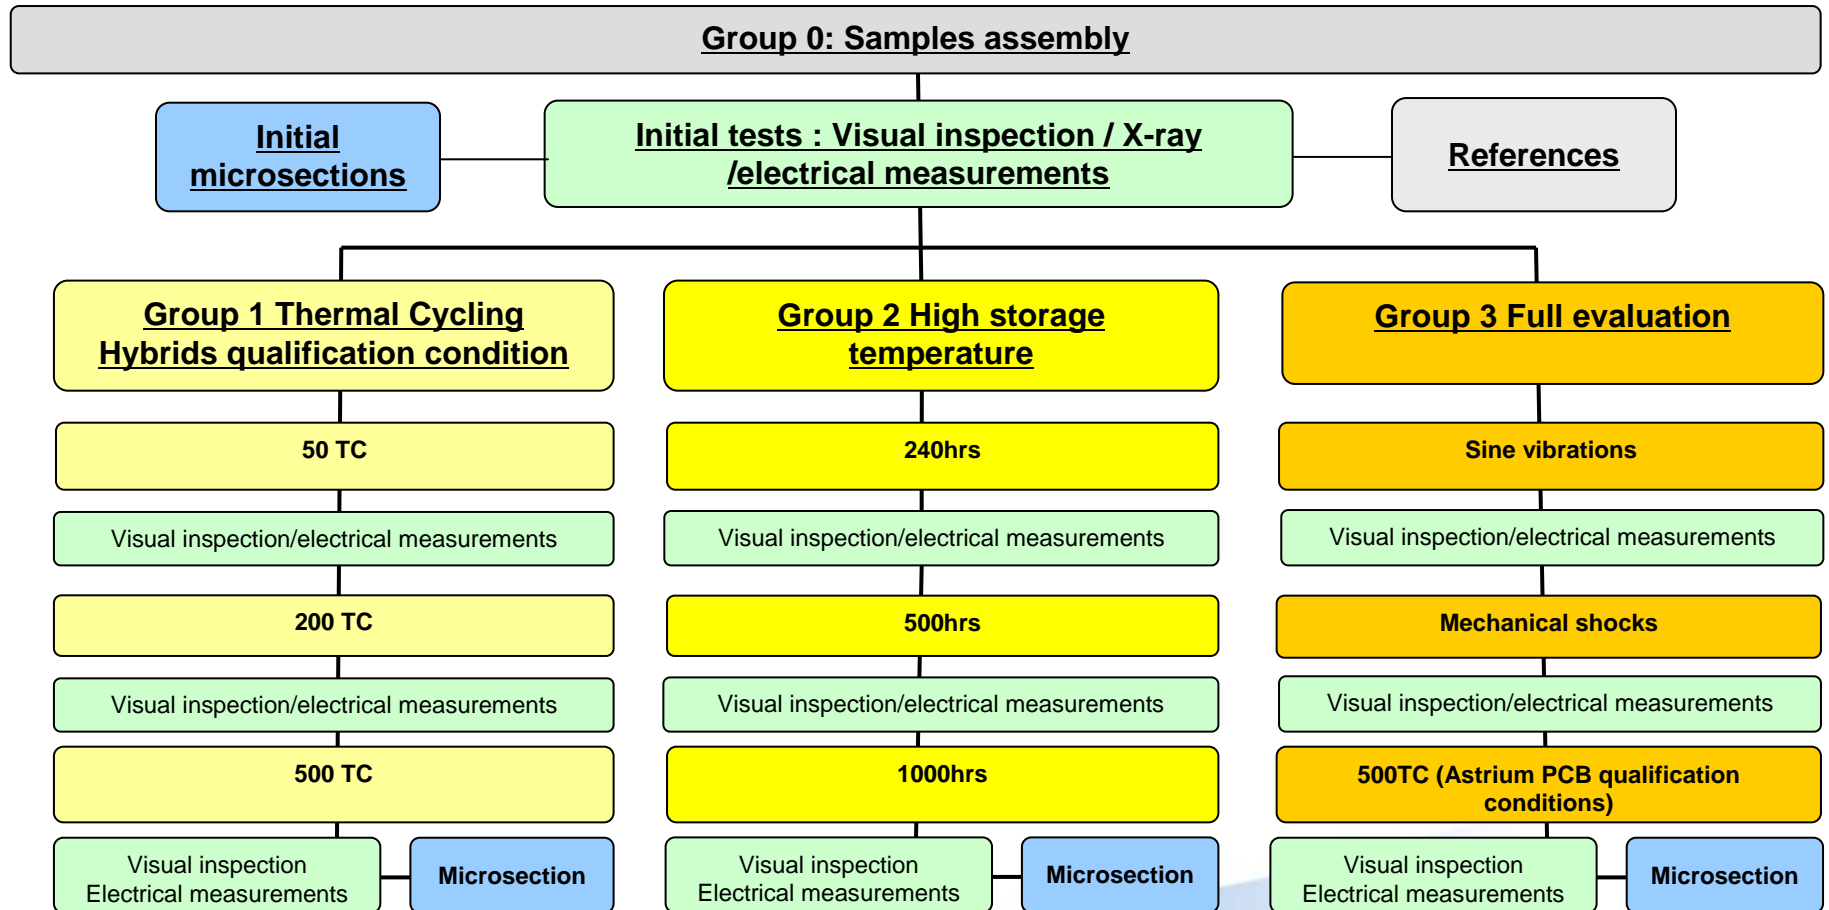 Group 0: Samples assembly
Initial
microsections
Initial tests : Visual inspection / X-ray
/electrical measurements
References
Group 1 Thermal Cycling
Hybrids qualification condition
Group 2 High storage
temperature
Group 3 Full evaluation
50 TC
240hrs
Sine vibrations
Visual inspection/electrical measurements
Visual inspection/electrical measurements
Visual inspection/electrical measurements
200 TC
500hrs
Mechanical shocks
Visual inspection/electrical measurements
Visual inspection/electrical measurements
Visual inspection/electrical measurements
500 TC
1000hrs
500TC (Astrium PCB qualification
conditions)
Visual inspection
Electrical measurements
Microsection
Visual inspection
Electrical measurements
Microsection
Visual inspection
Electrical measurements
Microsection